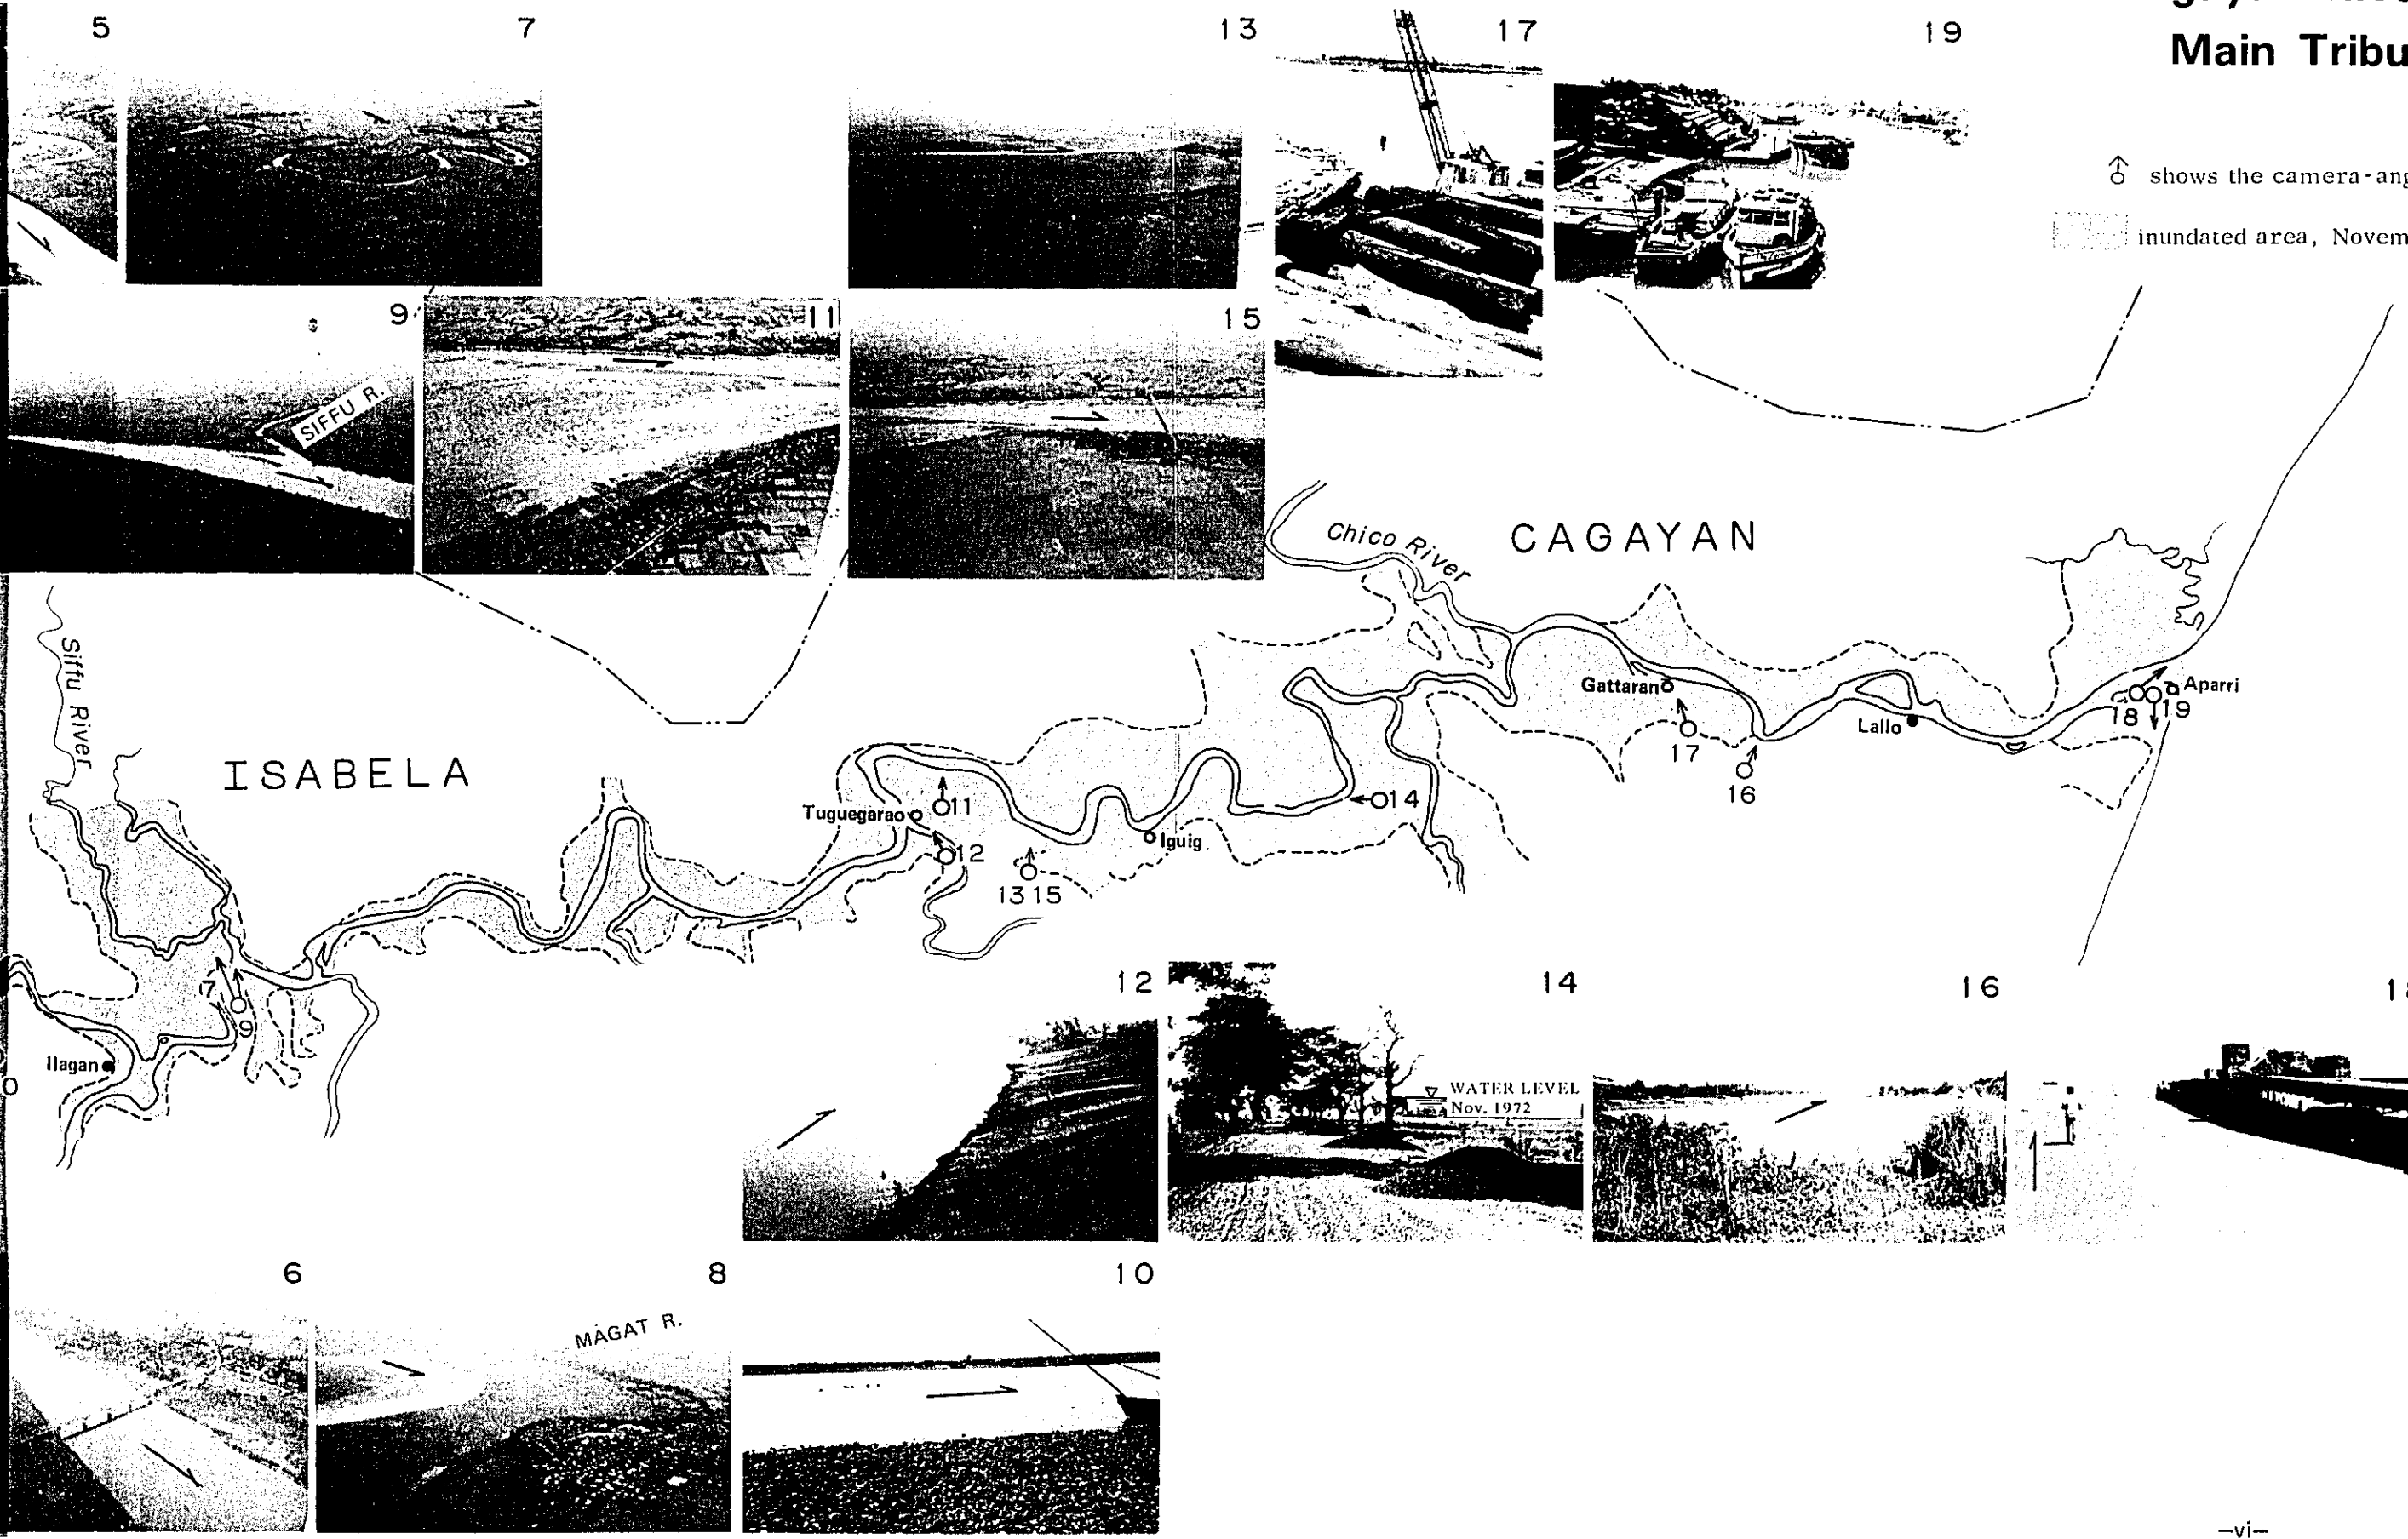 5
7
13
17
19
Main Tribu
shows the camera-ang
inundated area, Novem
9
SIFFU R.
11
15
Chico River
CAGAYAN
Siffu River
ISABELA
Gattaran
17
16
Lallo
18
19
Aparri
Tuguegarao
11
12
13 15
Iguig
14
7
9
Ilagan
12
14
WATER LEVEL
Nov. 1972
16
6
8
MAGAT R.
10
—vi—